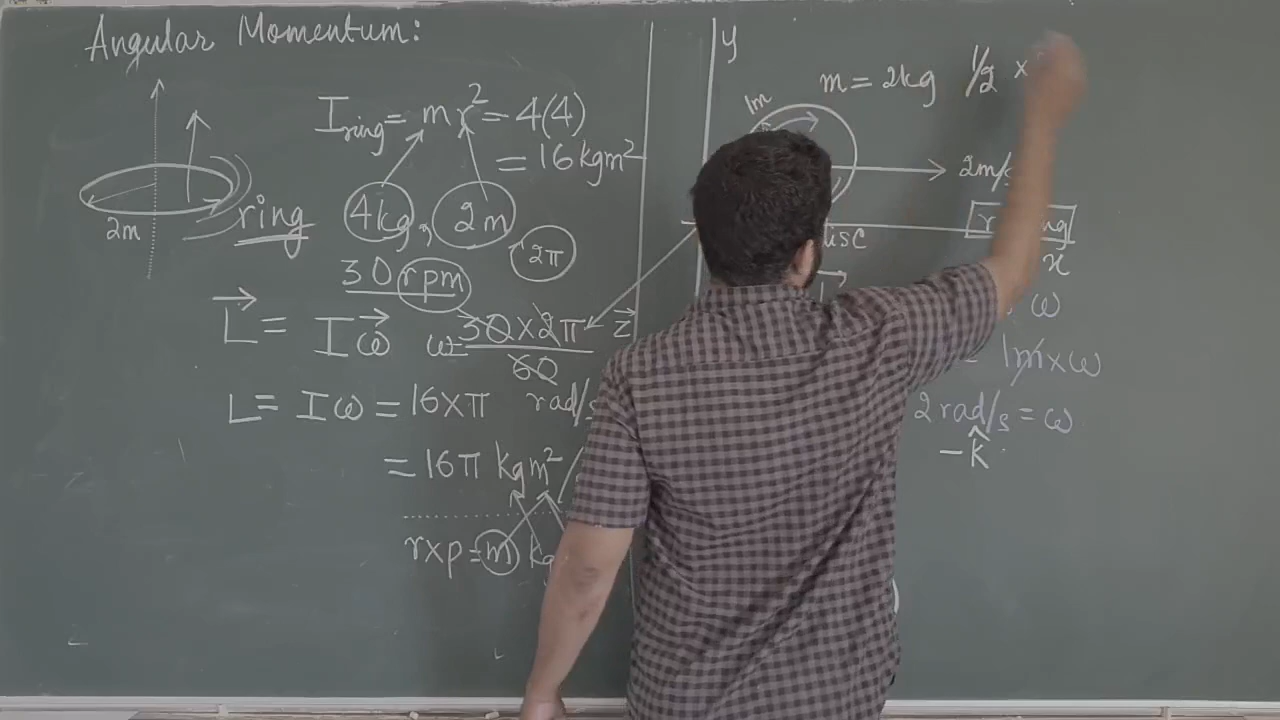 Angular Momentum:
I ring = mr² = 4(4)
= 16 kgm²
2m
ring
4kg, 2m
2π
30 rpm
L⃗ = Iω⃗
ω = 30×2π
60
L = Iω = 16×π rad/s
= 16π kgm²
r×p = m kg
y
m = 2kg 1/2 ×
1m
2m/s
disc
x
z⃗
ω
= 1m×ω
2 rad/s = ω
-k̂